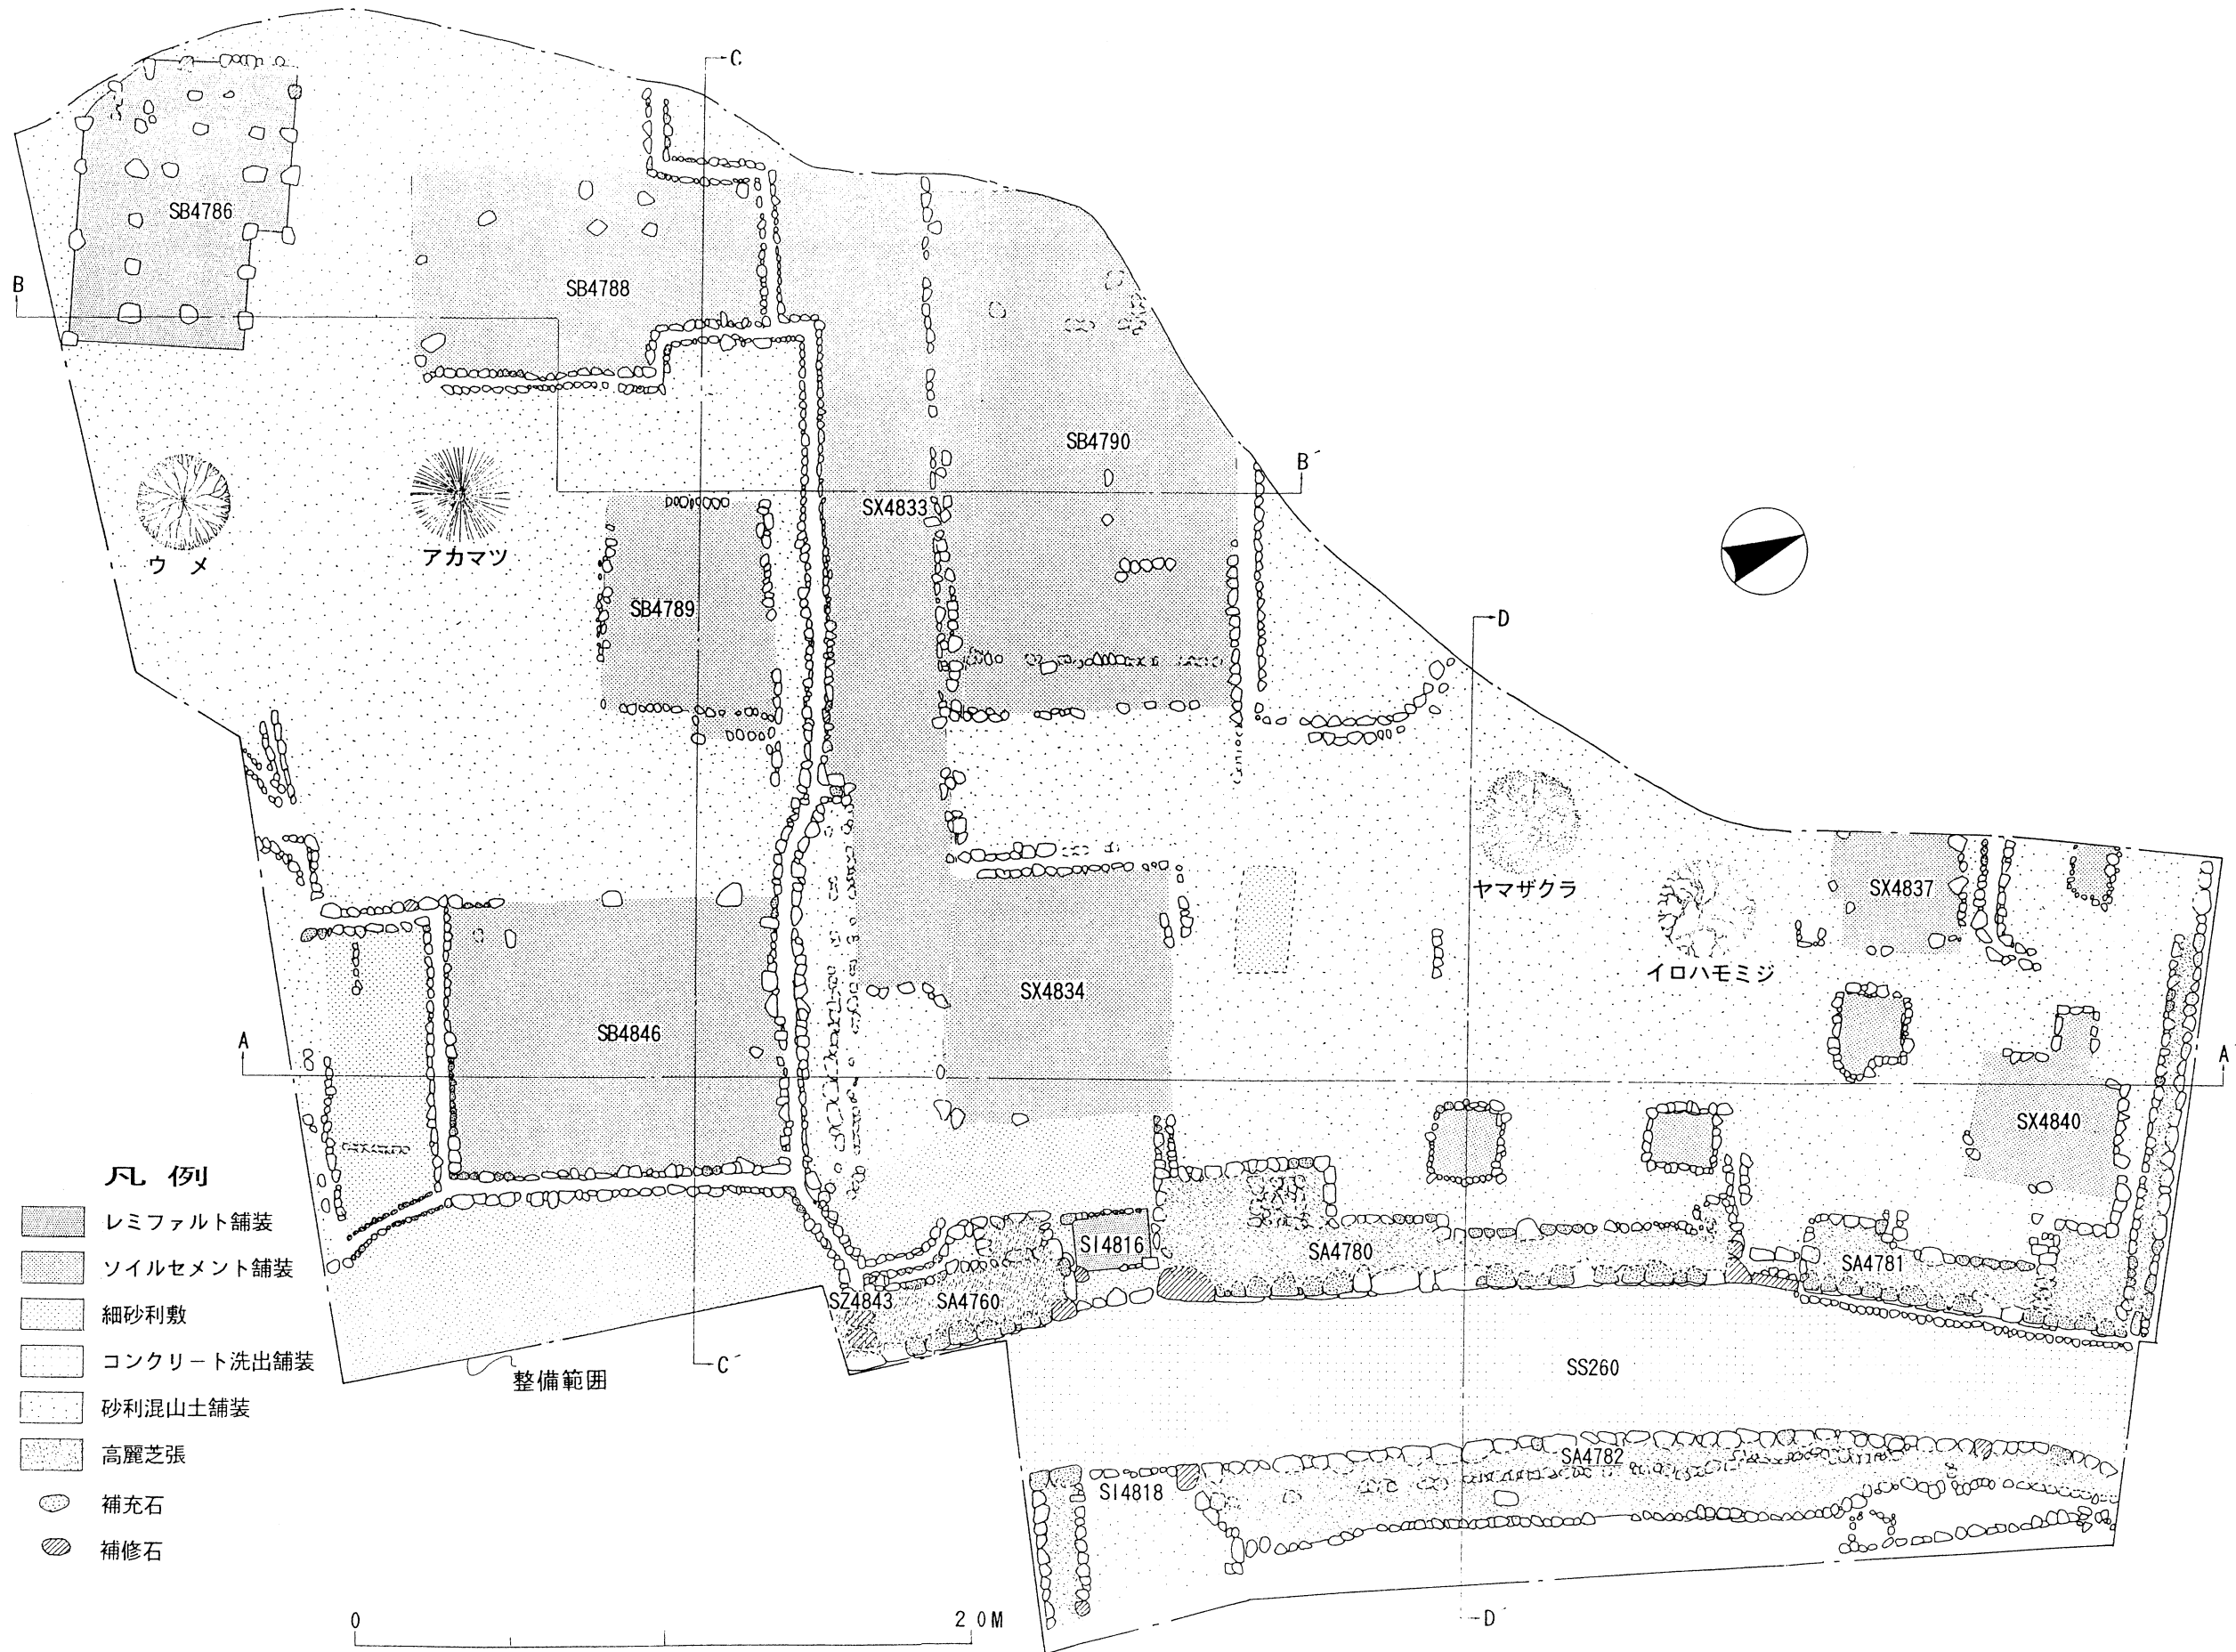 C
SB4786
B
SB4788
SB4790
B´
SX4833
ウメ
アカマツ
SB4789
D
ヤマザクラ
SX4837
イロハモミジ
SX4834
SB4846
A
A´
SX4840
凡例
レミファルト舗装
ソイルセメント舗装
細砂利敷
コンクリート洗出舗装
砂利混山土舗装
高麗芝張
補充石
補修石
SI4816
SA4780
SA4781
SZ4843
SA4760
C´
整備範囲
SS260
SA4782
SI4818
D´
0
20M